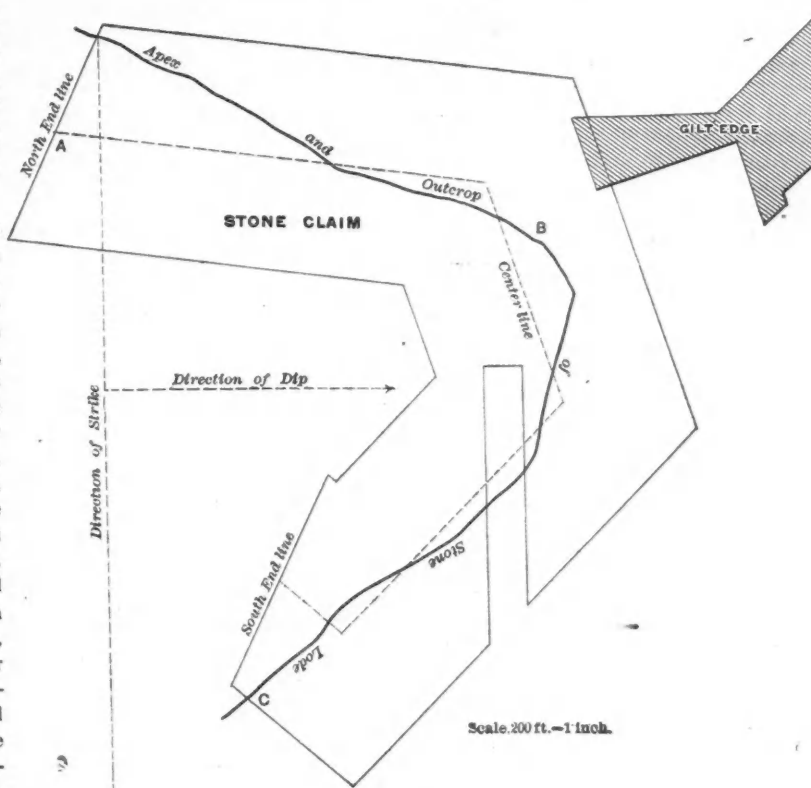 Apex
and
Outcrop
of
Stone
Lode
North End line
A
GILT EDGE
STONE CLAIM
B
Center line
Direction of Dip
Direction of Strike
South End line
C
Scale. 200 ft. = 1 inch.